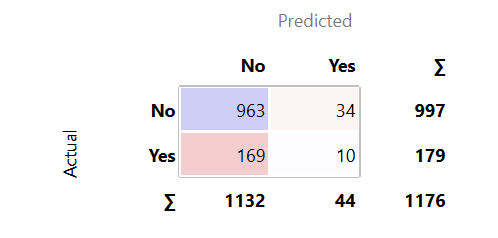 Predicted
No Yes ∑
No 963 34 997
Actual
Yes 169 10 179
∑ 1132 44 1176